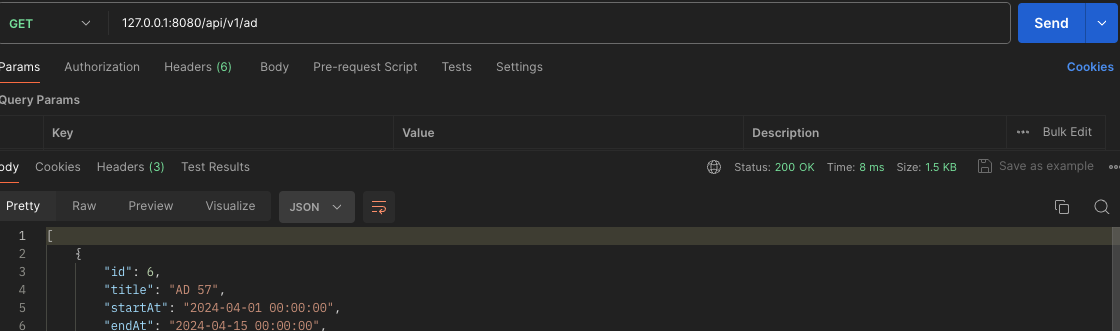 GET 127.0.0.1:8080/api/v1/ad Send
Params Authorization Headers (6) Body Pre-request Script Tests Settings Cookies
Query Params
Key Value Description ••• Bulk Edit
ody Cookies Headers (3) Test Results Status: 200 OK Time: 8 ms Size: 1.5 KB Save as example
Pretty Raw Preview Visualize JSON
1 [
2 {
3 "id": 6,
4 "title": "AD 57",
5 "startAt": "2024-04-01 00:00:00",
6 "endAt": "2024-04-15 00:00:00",